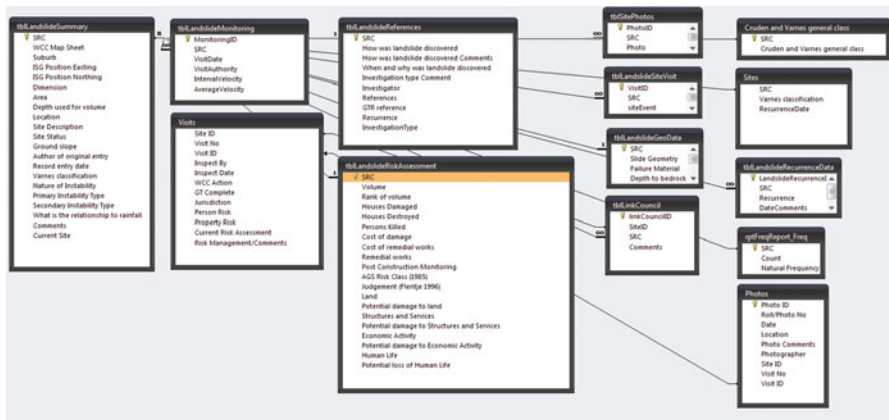 tblLandslideSummary
SRC
WCC Map Sheet
Suburb
ISG Position Easting
ISG Position Northing
Dimension
Area
Depth used for volume
Location
Site Description
Site Status
Ground slope
Author of original entry
Record entry date
Varnes classification
Nature of Instability
Primary Instability Type
Secondary Instability Type
What is the relationship to rainfall
Comments
Current Site
tblLandslideMonitoring
MonitoringID
SRC
VisitDate
VisitAuthority
IntervalVelocity
AverageVelocity
Visits
Site ID
Visit No
Visit ID
Inspect By
Inspect Date
WCC Action
GT Complete
Jurisdiction
Person Risk
Property Risk
Current Risk Assessment
Risk Management/Comments
tblLandslideReferences
SRC
How was landslide discovered
How was landslide discovered Comments
When and why was landslide discovered
Investigation type Comment
Investigator
References
GTR reference
Recurrence
InvestigationType
tblLandslideRiskAssessment
SRC
Volume
Rank of volume
Houses Damaged
Houses Destroyed
Persons Killed
Cost of damage
Cost of remedial works
Remedial works
Post Construction Monitoring
AGS Risk Class (1985)
Judgement (Flentje 1996)
Land
Potential damage to land
Structures and Services
Potential damage to Structures and Services
Economic Activity
Potential damage to Economic Activity
Human Life
Potential loss of Human Life
tblSitePhotos
PhotoID
SRC
Photo
tblLandslideSiteVisit
VisitID
SRC
siteEvent
tblLandslideGeoData
SRC
Slide Geometry
Failure Material
Depth to bedrock
tblLinkCouncil
linkCouncilID
SiteID
SRC
Comments
Cruden and Varnes general class
SRC
Cruden and Varnes general class
Sites
SRC
Varnes classification
RecurrenceDate
tblLandslideRecurrenceData
LandslideRecurrenceI
SRC
Recurrence
DateComments
rptFreqReport_Freq
SRC
Count
Natural Frequency
Photos
Photo ID
Roll/Photo No
Date
Location
Photo Comments
Photographer
Site ID
Visit No
Visit ID